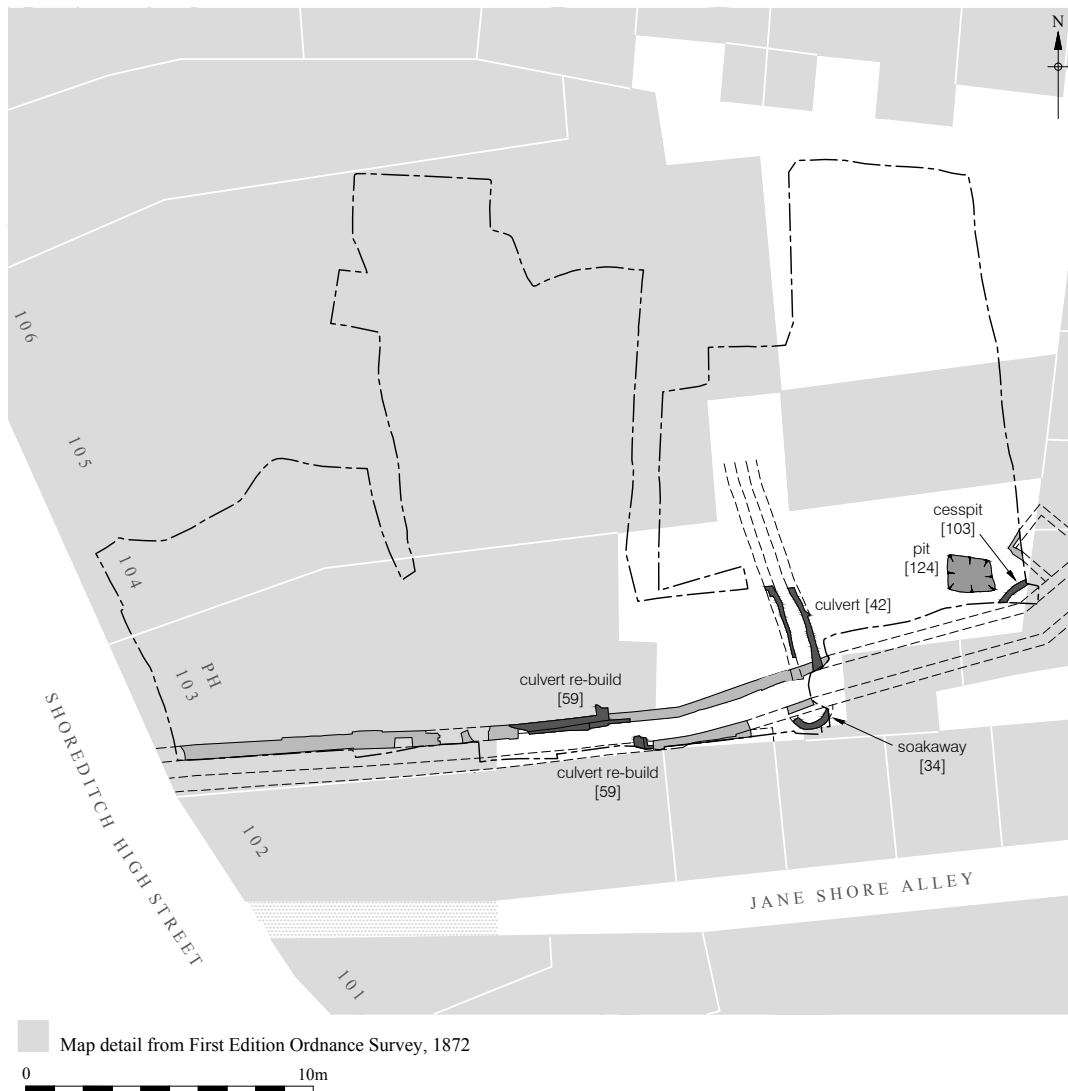 N
106
105
104
PH
103
cesspit
[103]
pit
[124]
culvert [42]
culvert re-build
[59]
culvert re-build
[59]
soakaway
[34]
SHOREDITCH HIGH STREET
102
JANE SHORE ALLEY
101
Map detail from First Edition Ordnance Survey, 1872
0 10m